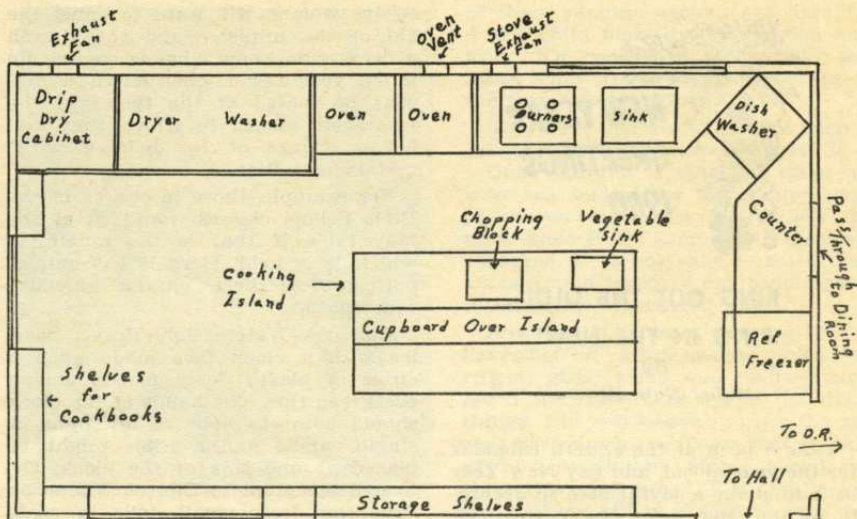 Exhaust
Fan
Oven
Vent
Stove
Exhaust
Fan
Drip
Dry
Cabinet
Dryer
Washer
Oven
Oven
Burners
Sink
Dish
Washer
Counter
Pass Through
to Dining
Room
Chopping
Block
Vegetable
Sink
Cooking
Island
Cupboard Over Island
Ref
Freezer
Shelves
for
Cookbooks
To D.R.
To Hall
Storage Shelves